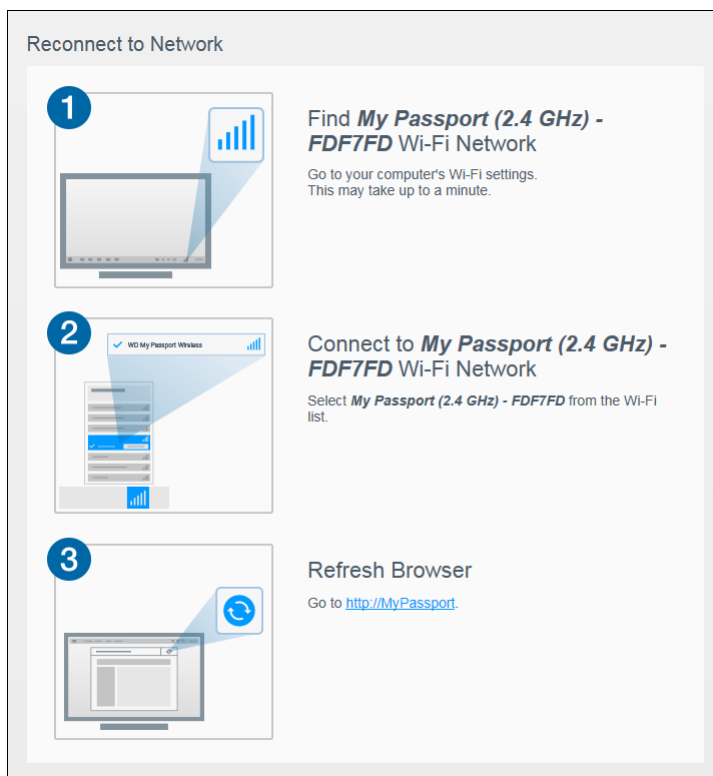 Reconnect to Network
1
Find My Passport (2.4 GHz) -
FDF7FD Wi-Fi Network
Go to your computer's Wi-Fi settings.
This may take up to a minute.
2
WD My Passport Wireless
Connect to My Passport (2.4 GHz) -
FDF7FD Wi-Fi Network
Select My Passport (2.4 GHz) - FDF7FD from the Wi-Fi
list.
3
Refresh Browser
Go to http://MyPassport.